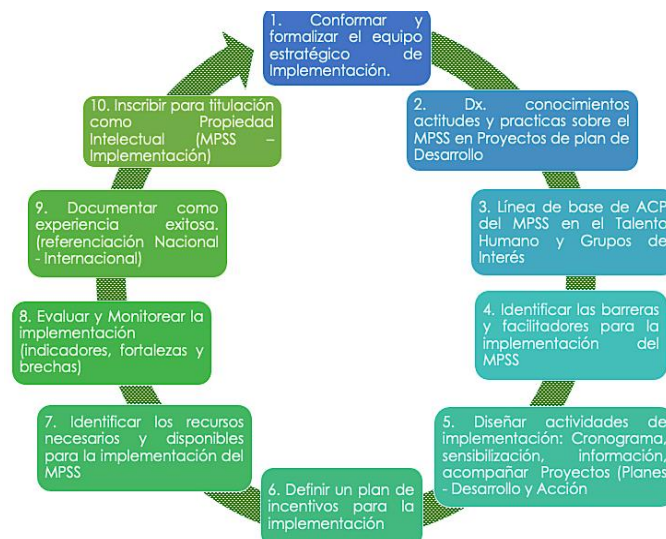 1. Conformar y
formalizar el equipo
estratégico de
Implementación.
2. Dx. conocimientos
actitudes y practicas sobre el
MPSS en Proyectos de plan de
Desarrollo
3. Línea de base de ACP
del MPSS en el Talento
Humano y Grupos de
Interés
4. Identificar las barreras
y facilitadores para la
implementación del
MPSS
5. Diseñar actividades de
implementación: Cronograma,
sensibilización, información,
acompañar Proyectos (Planes
- Desarrollo y Acción
6. Definir un plan de
incentivos para la
implementación
7. Identificar los recursos
necesarios y disponibles
para la implementación del
MPSS
8. Evaluar y Monitorear la
implementación
(indicadores, fortalezas y
brechas)
9. Documentar como
experiencia exitosa.
(referenciación Nacional
- Internacional)
10. Inscribir para titulación
como Propiedad
Intelectual (MPSS –
Implementación)